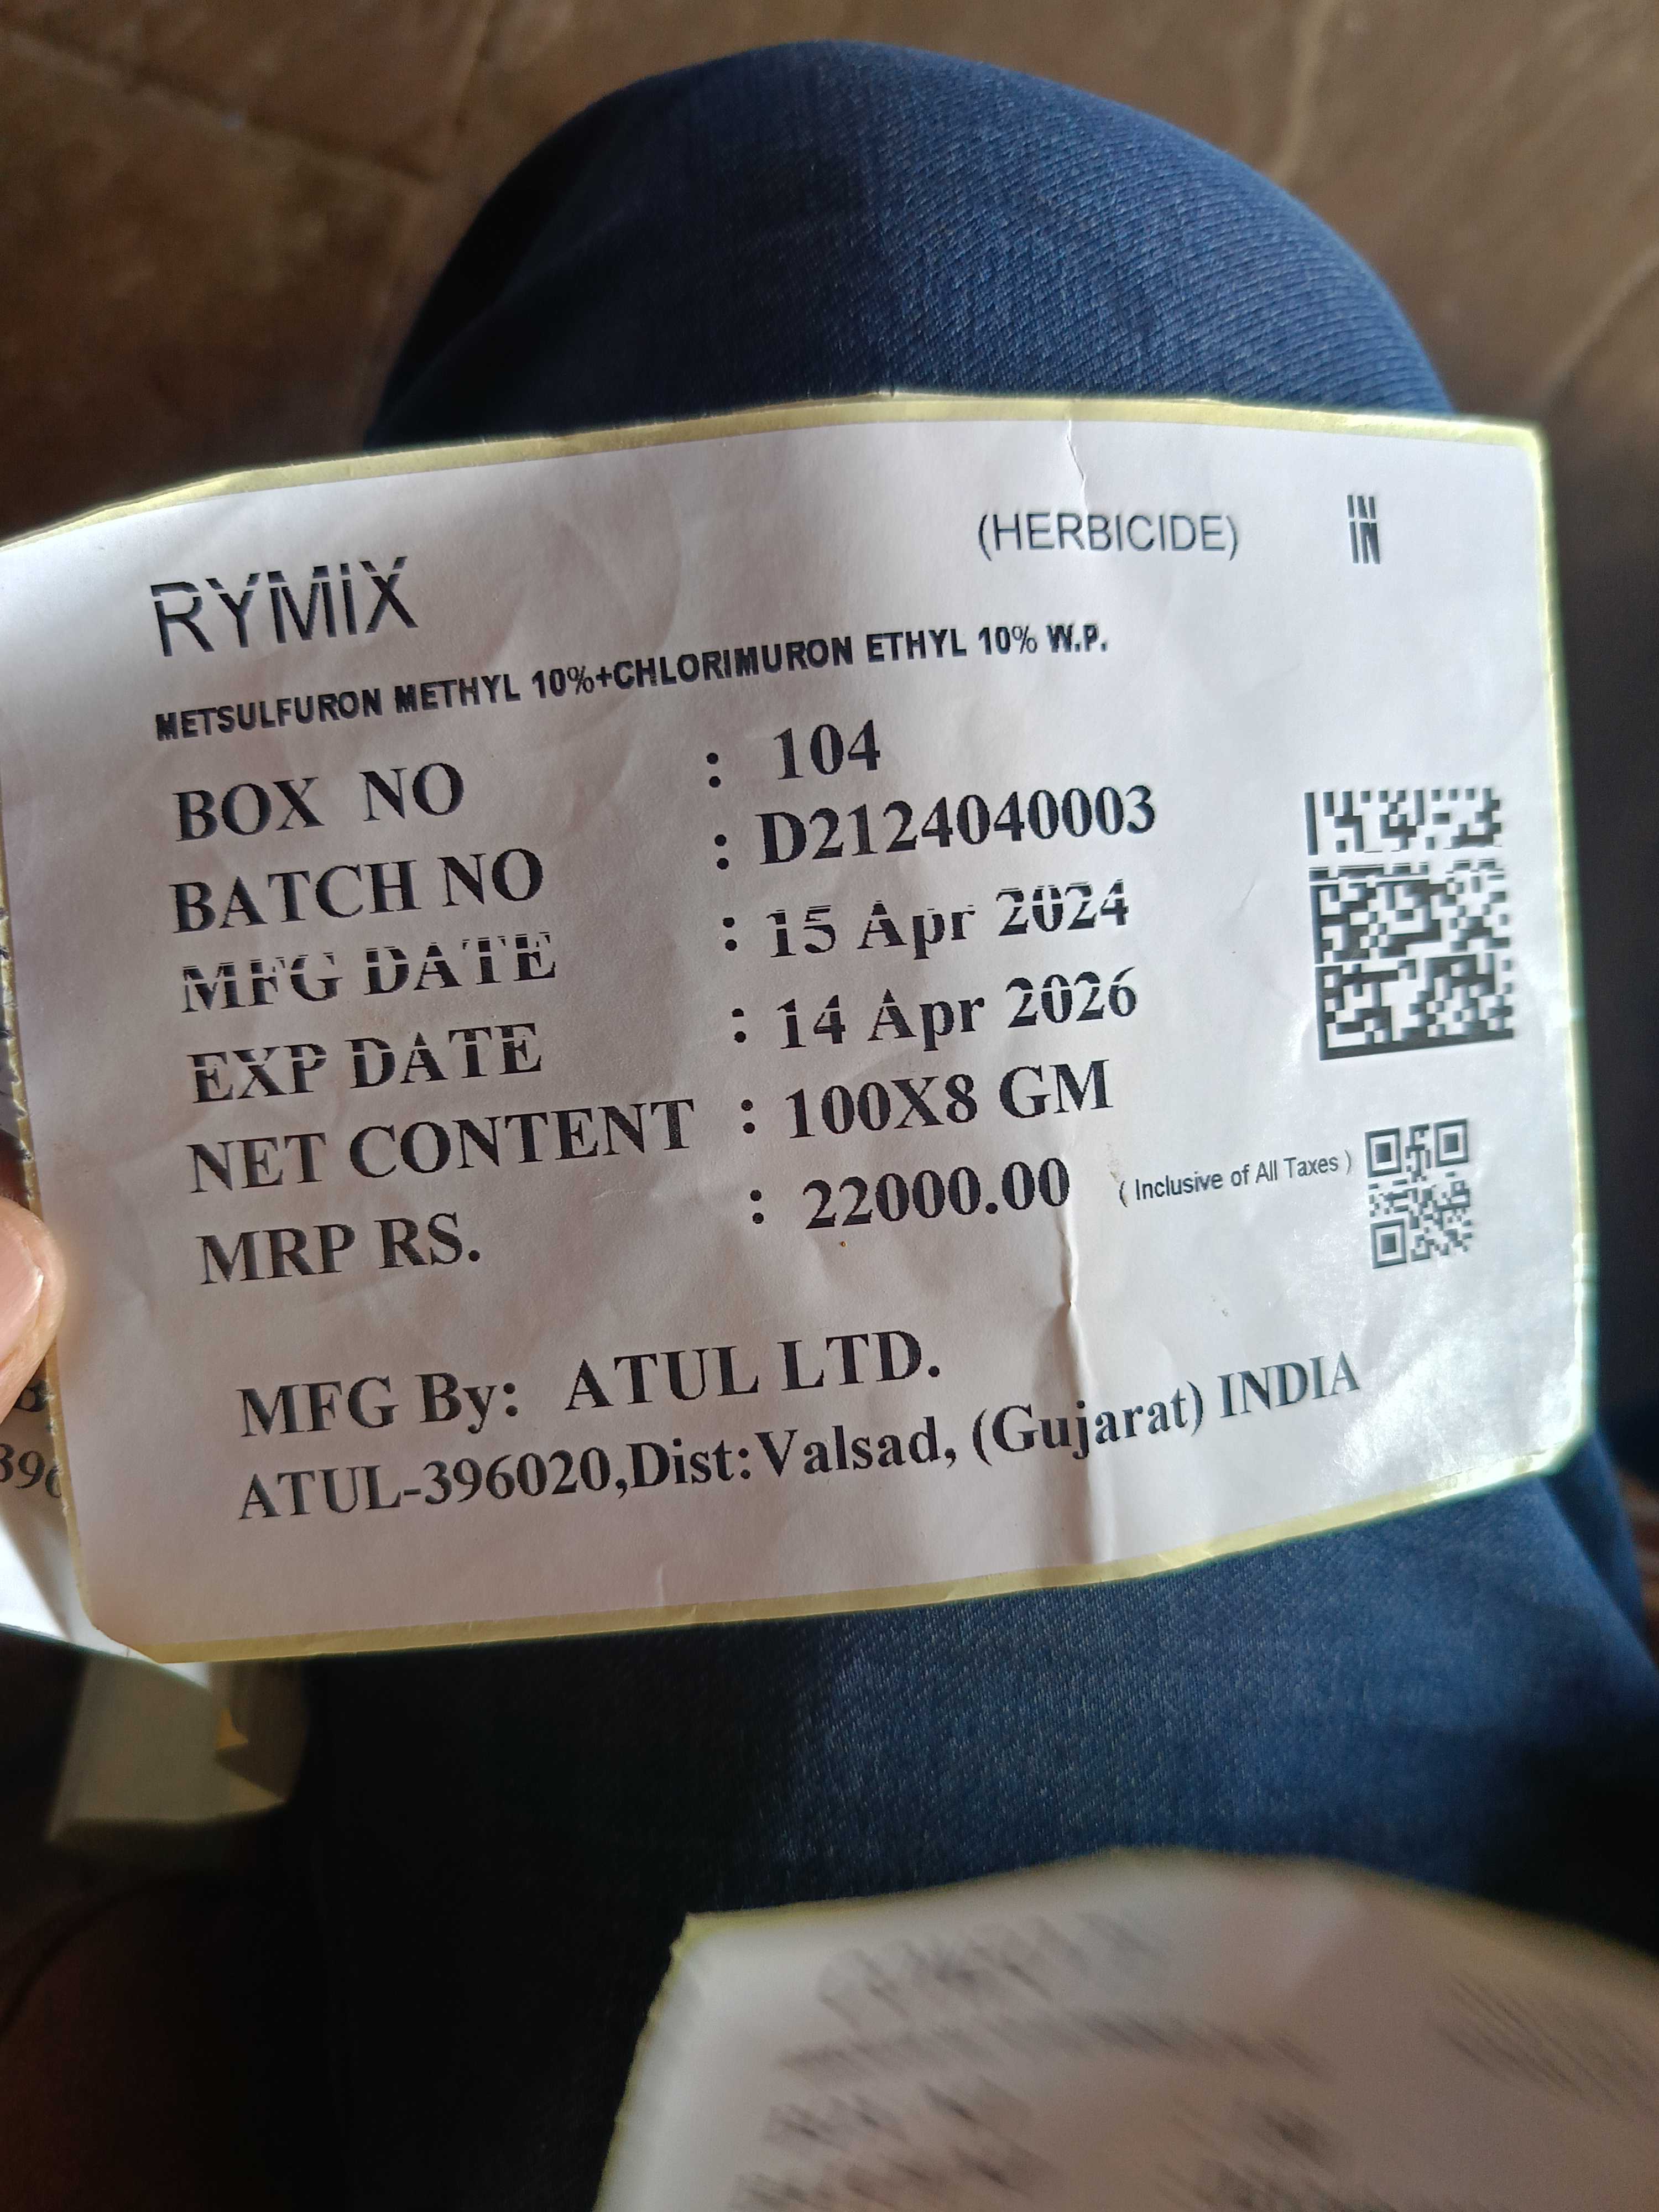 RYMIX (HERBICIDE) IN
METSULFURON METHYL 10%+CHLORIMURON ETHYL 10% W.P.
BOX NO : 104
BATCH NO : D2124040003
MFG DATE : 15 Apr 2024
EXP DATE : 14 Apr 2026
NET CONTENT : 100X8 GM
MRP RS. : 22000.00 ( Inclusive of All Taxes )
MFG By: ATUL LTD.
ATUL-396020,Dist:Valsad, (Gujarat) INDIA